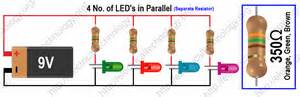 4 No. of LED's in Parallel (Separate Resistor)
9V
350Ω
Orange, Green, Brown